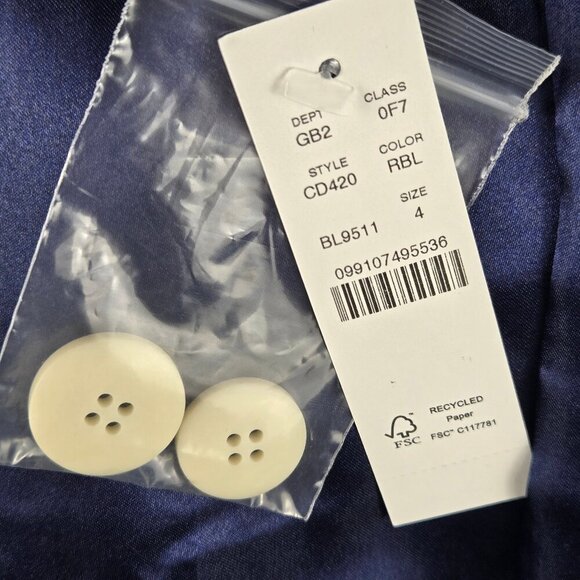 DEPT CLASS
GB2 0F7
STYLE COLOR
CD420 RBL
SIZE
BL9511 4
099107495536
RECYCLED
Paper
FSC FSC™ C117781